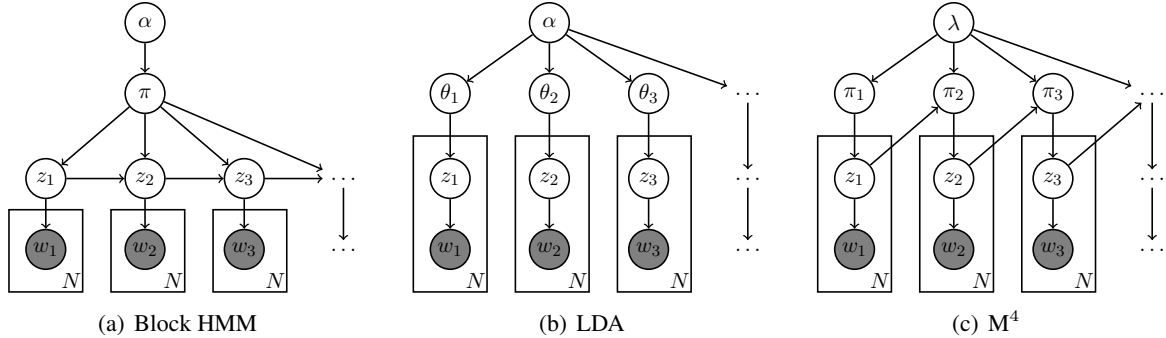 α
π
z₁ z₂ z₃ ...
...
w₁ w₂ w₃
N N N
(a) Block HMM
α
θ₁ θ₂ θ₃ ...
z₁ z₂ z₃ ...
w₁ w₂ w₃ ...
N N N
(b) LDA
λ
π₁ π₂ π₃ ...
z₁ z₂ z₃ ...
w₁ w₂ w₃ ...
N N N
(c) M⁴